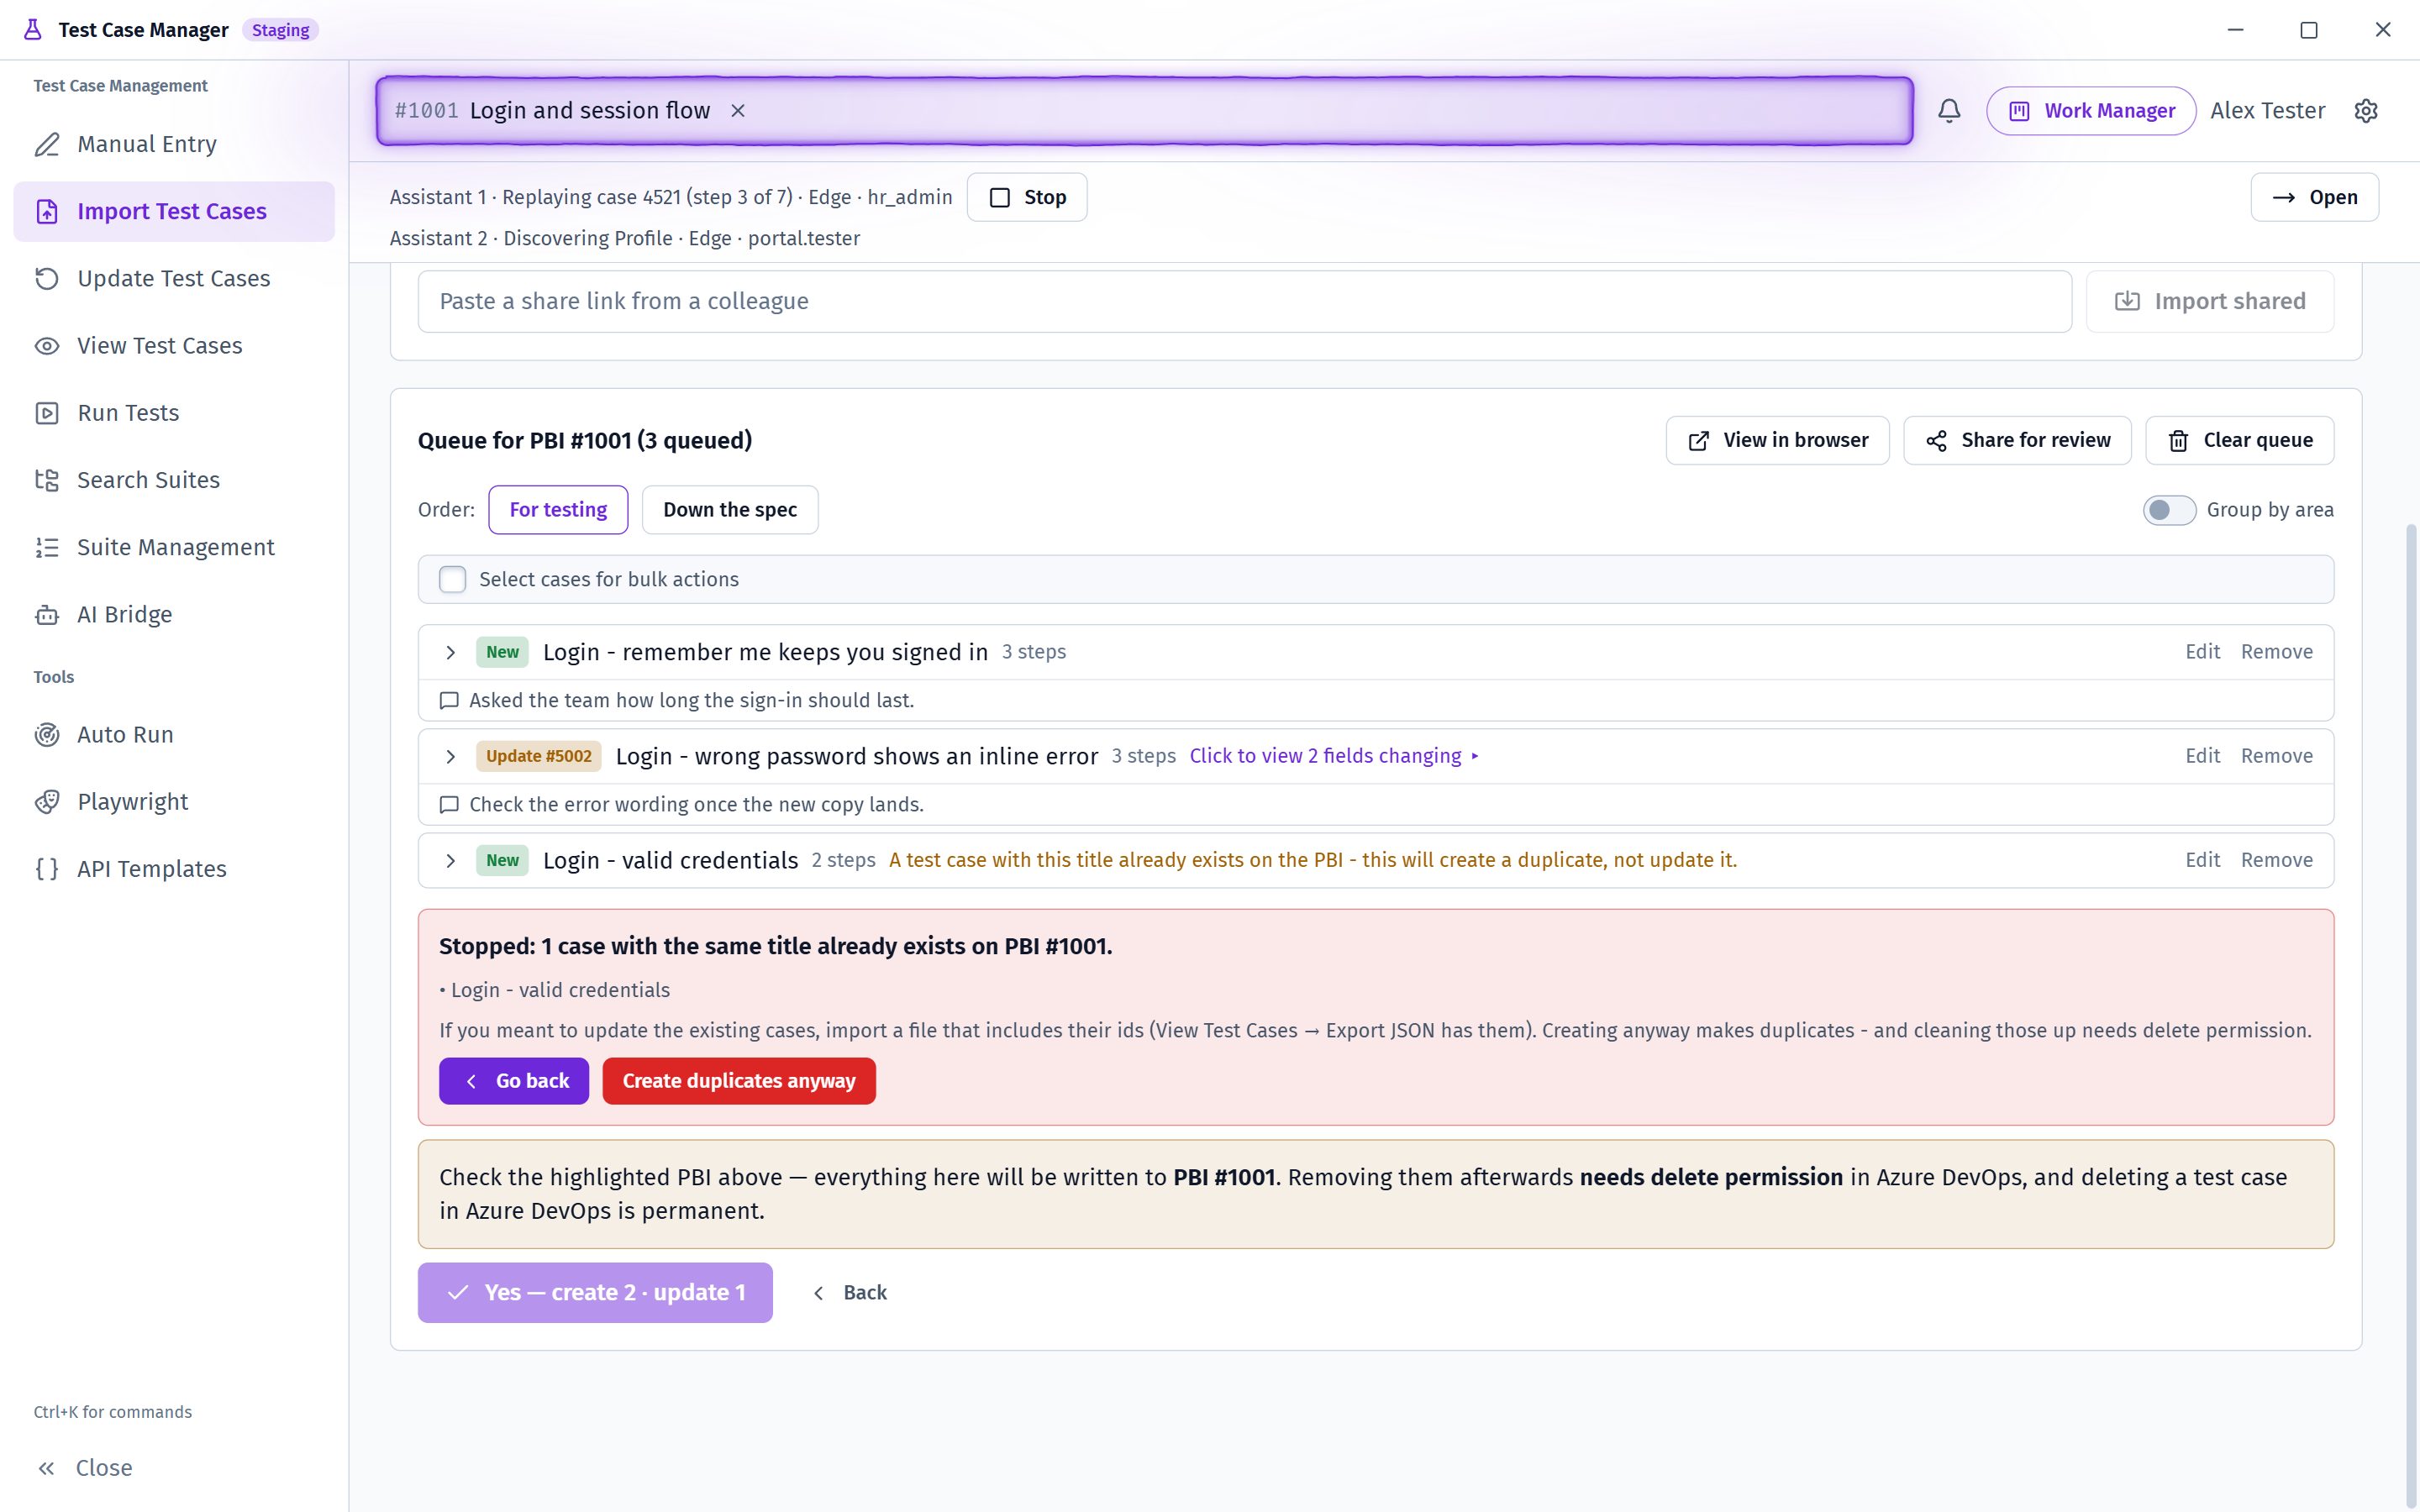 Test Case Manager Staging
Test Case Management
Manual Entry
Import Test Cases
Update Test Cases
View Test Cases
Run Tests
Search Suites
Suite Management
AI Bridge
Tools
Auto Run
Playwright
API Templates
Ctrl+K for commands
Close
#1001 Login and session flow
Work Manager
Alex Tester
Assistant 1 · Replaying case 4521 (step 3 of 7) · Edge · hr_admin
Stop
Open
Assistant 2 · Discovering Profile · Edge · portal.tester
Paste a share link from a colleague
Import shared
Queue for PBI #1001 (3 queued)
View in browser
Share for review
Clear queue
Order: For testing Down the spec
Group by area
Select cases for bulk actions
New Login - remember me keeps you signed in 3 steps Edit Remove
Asked the team how long the sign-in should last.
Update #5002 Login - wrong password shows an inline error 3 steps Click to view 2 fields changing ▸ Edit Remove
Check the error wording once the new copy lands.
New Login - valid credentials 2 steps A test case with this title already exists on the PBI - this will create a duplicate, not update it. Edit Remove
Stopped: 1 case with the same title already exists on PBI #1001.
• Login - valid credentials
If you meant to update the existing cases, import a file that includes their ids (View Test Cases → Export JSON has them). Creating anyway makes duplicates - and cleaning those up needs delete permission.
Go back
Create duplicates anyway
Check the highlighted PBI above — everything here will be written to PBI #1001. Removing them afterwards needs delete permission in Azure DevOps, and deleting a test case
in Azure DevOps is permanent.
Yes — create 2 · update 1
Back